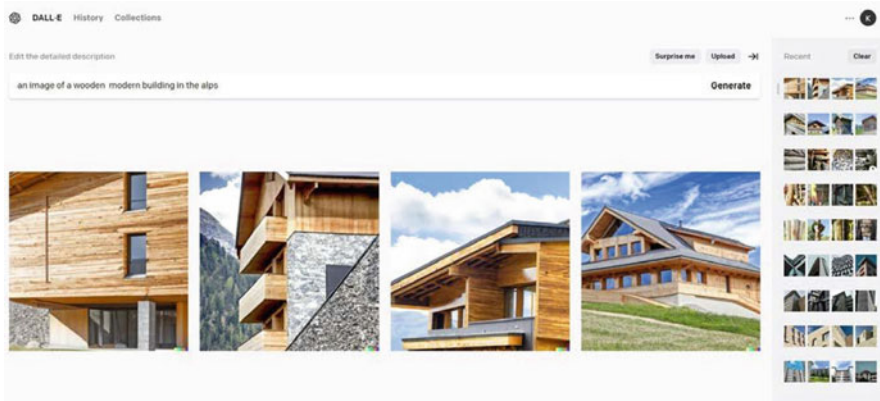 DALL·E History Collections
... K
Edit the detailed description
Surprise me Upload
Recent Clear
an image of a wooden modern building in the alps
Generate